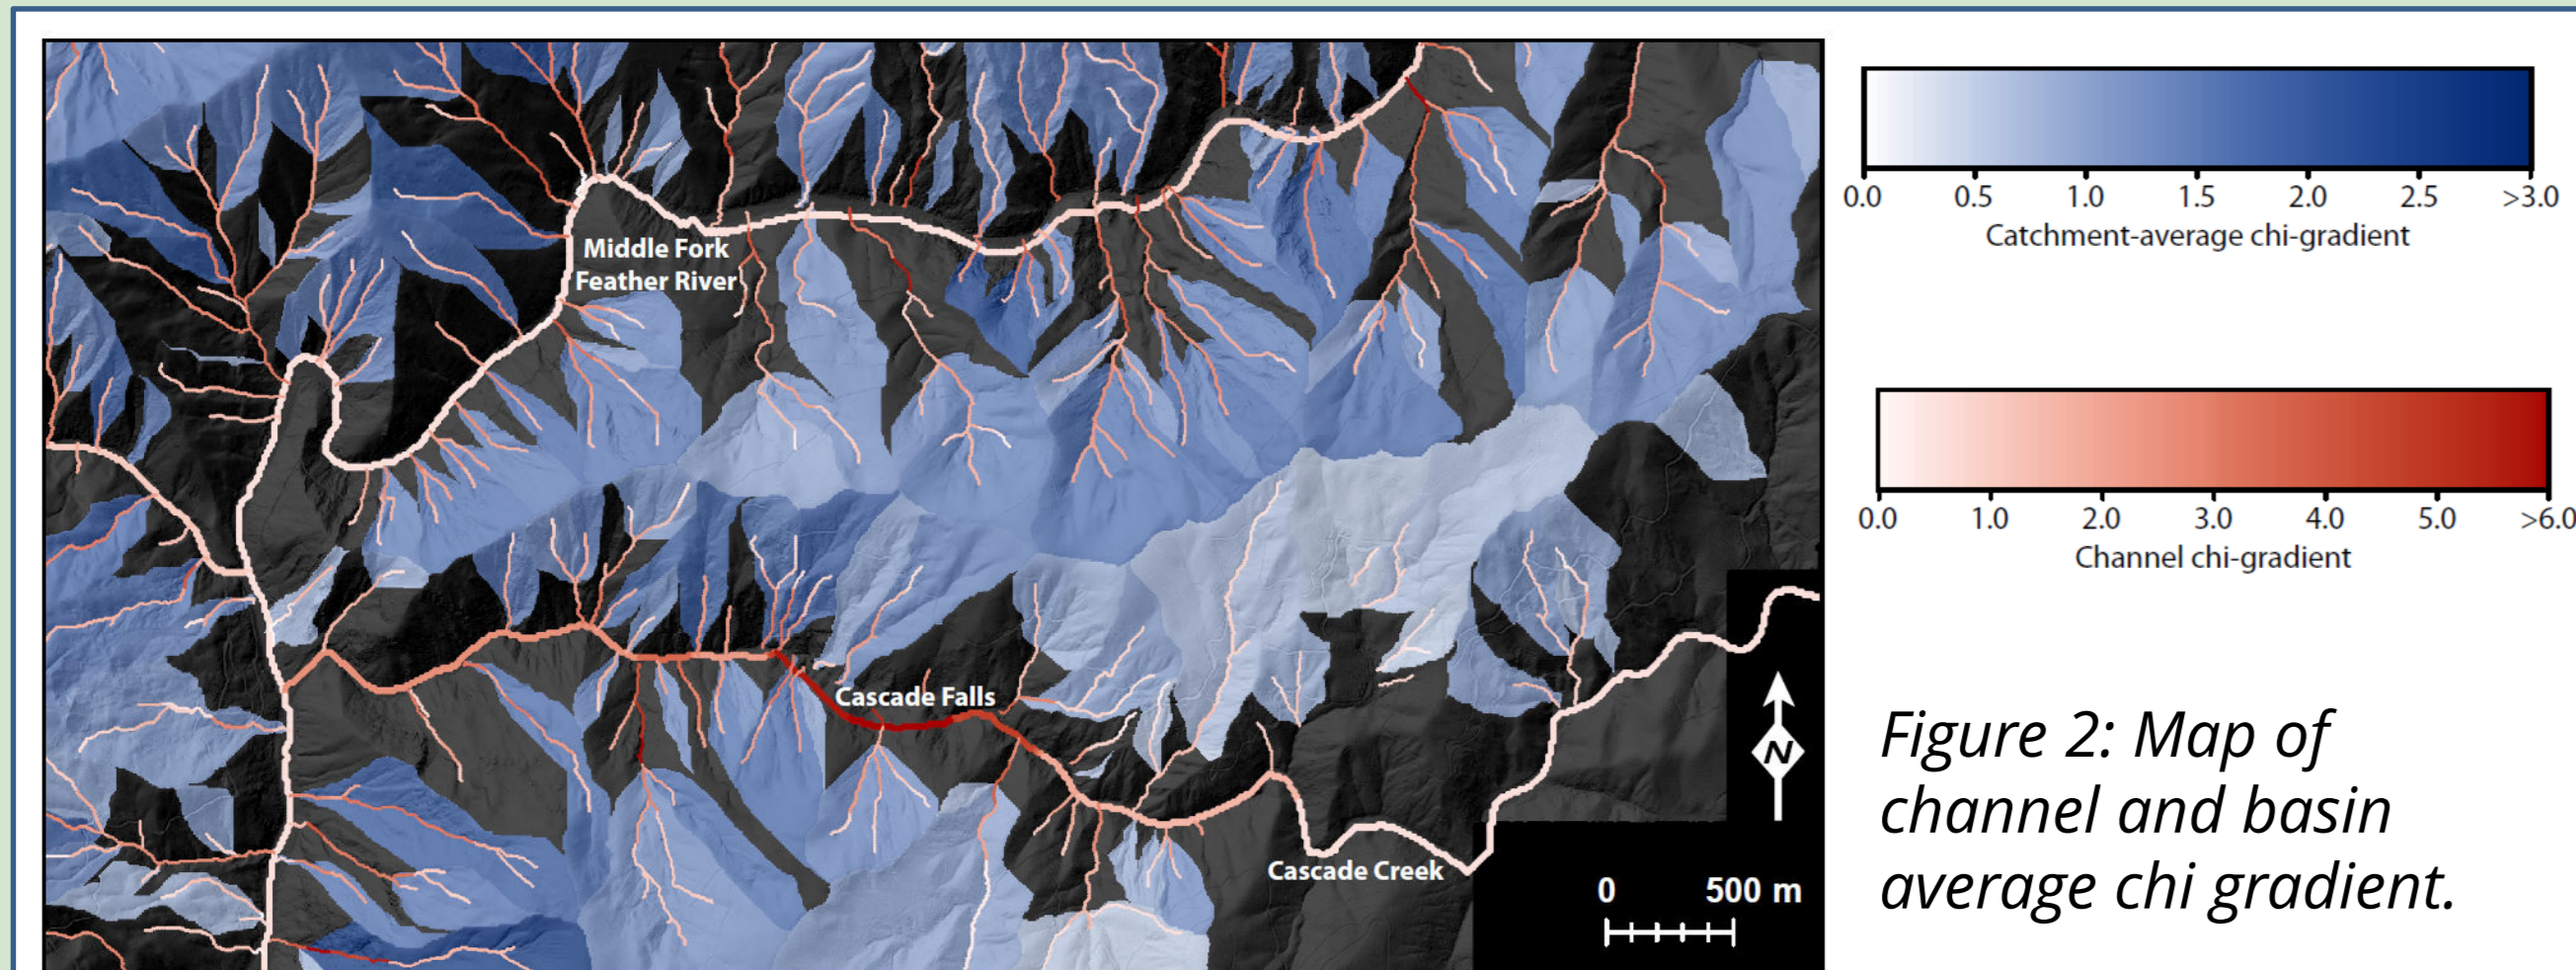 Middle Fork
Feather River
Cascade Falls
Cascade Creek
N
0 500 m
0.0 0.5 1.0 1.5 2.0 2.5 >3.0
Catchment-average chi-gradient
0.0 1.0 2.0 3.0 4.0 5.0 >6.0
Channel chi-gradient
Figure 2: Map of
channel and basin
average chi gradient.